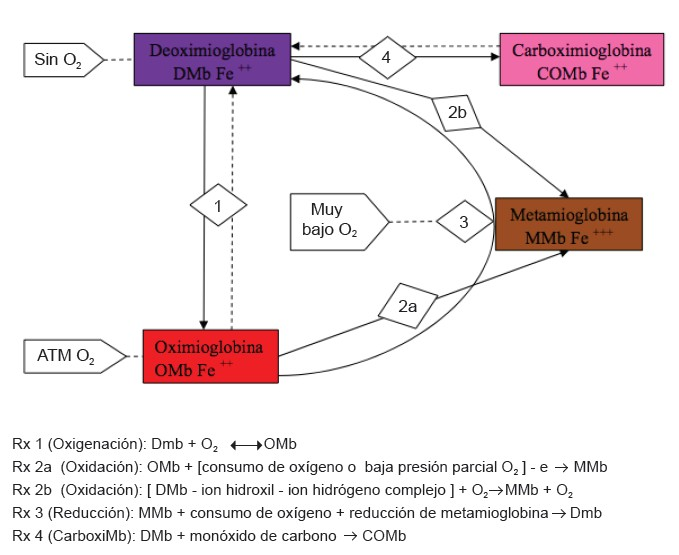 Sin O₂
Deoximioglobina
DMb Fe ++
4
Carboximioglobina
COMb Fe ++
2b
1
Muy
bajo O₂
3
Metamioglobina
MMb Fe +++
2a
ATM O₂
Oximioglobina
OMb Fe ++
Rx 1 (Oxigenación): Dmb + O₂ ⟷ OMb
Rx 2a (Oxidación): OMb + [consumo de oxígeno o baja presión parcial O₂ ] - e → MMb
Rx 2b (Oxidación): [ DMb - ion hidroxil - ion hidrógeno complejo ] + O₂→MMb + O₂
Rx 3 (Reducción): MMb + consumo de oxígeno + reducción de metamioglobina → Dmb
Rx 4 (CarboxiMb): DMb + monóxido de carbono → COMb